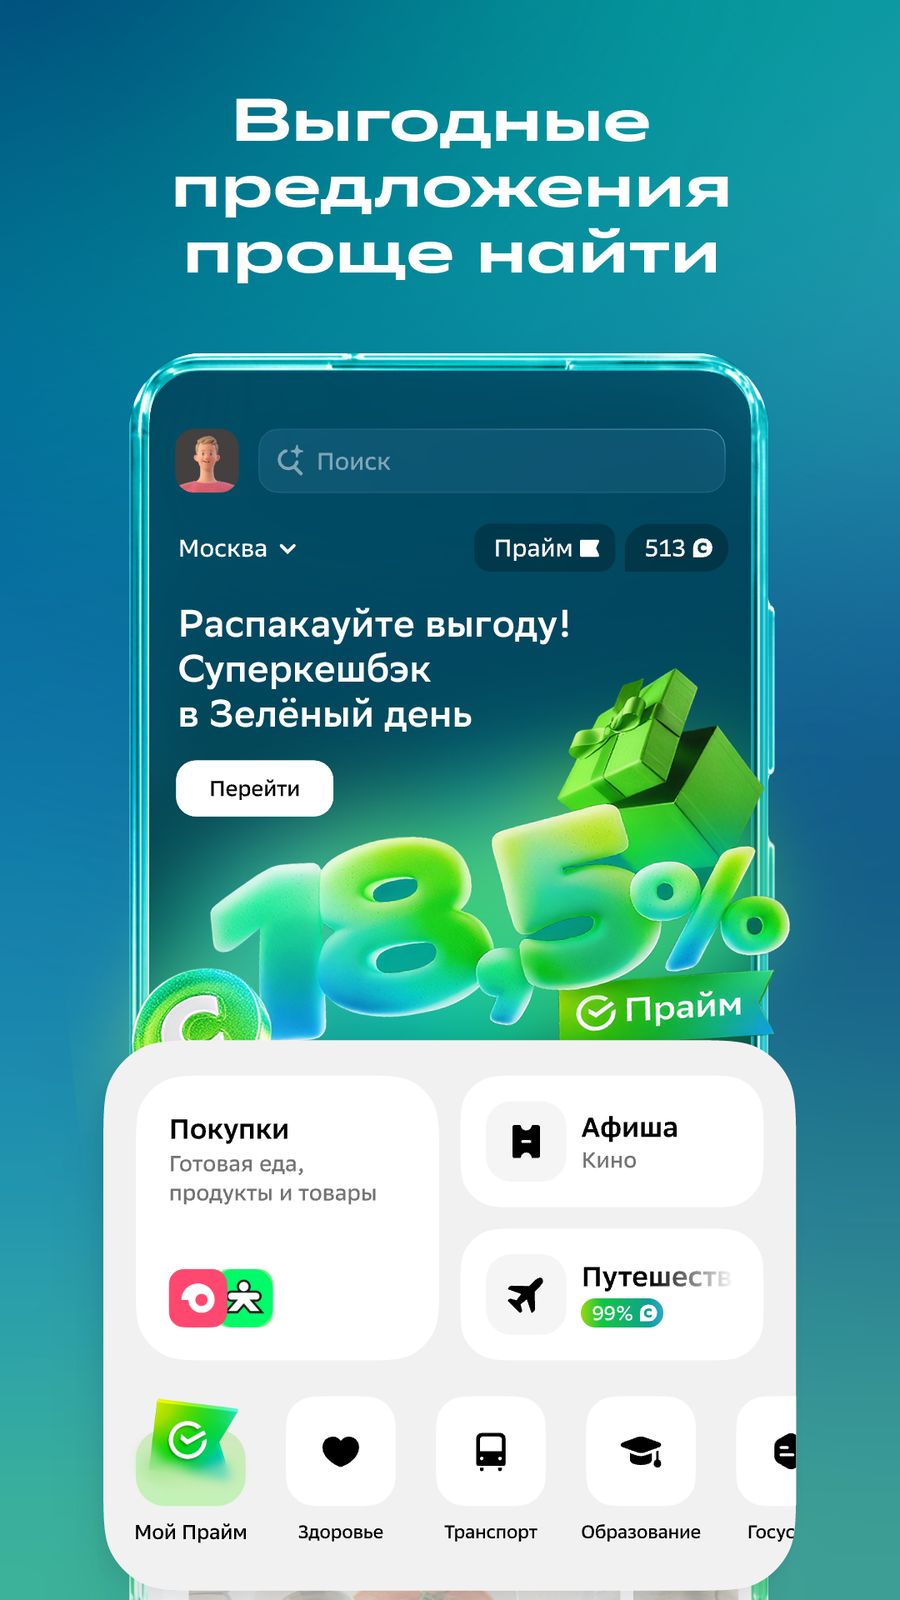 Выгодные
предложения
проще найти
Поиск
Москва
Прайм
513
Распакауйте выгоду!
Суперкешбэк
в Зелёный день
Перейти
18,5%
Прайм
Покупки
Готовая еда,
продукты и товары
Афиша
Кино
Путешеств
99%
Мой Прайм
Здоровье
Транспорт
Образование
Госус